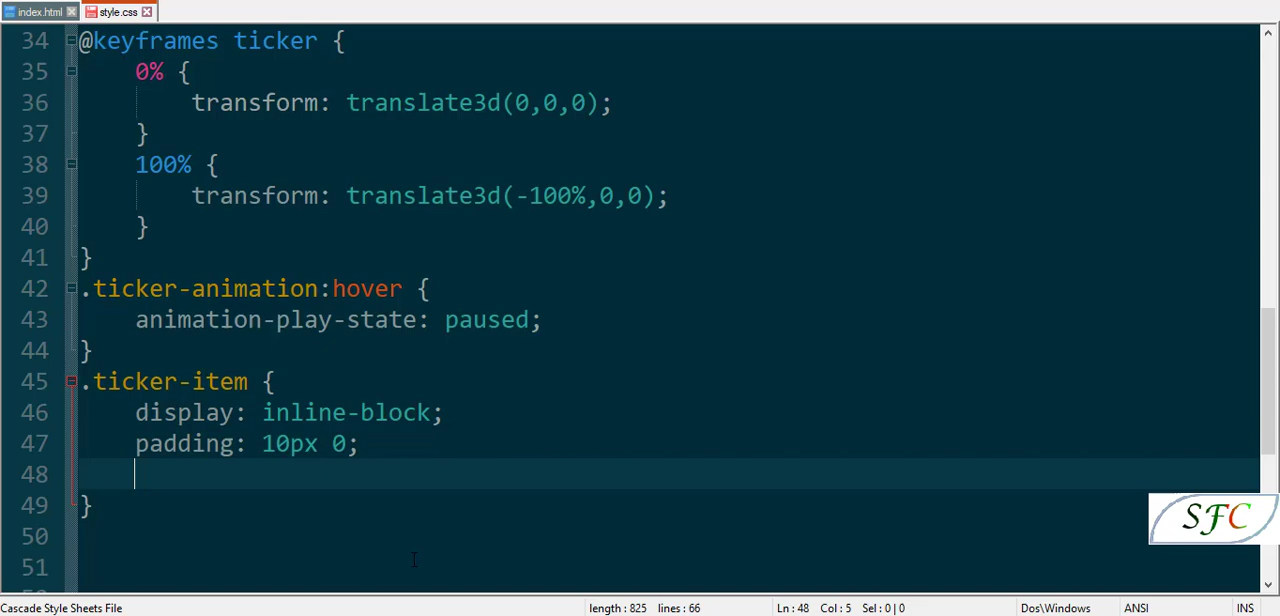 index.html
style.css
34 @keyframes ticker {
35 0% {
36 transform: translate3d(0,0,0);
37 }
38 100% {
39 transform: translate3d(-100%,0,0);
40 }
41 }
42 .ticker-animation:hover {
43 animation-play-state: paused;
44 }
45 .ticker-item {
46 display: inline-block;
47 padding: 10px 0;
48
49 }
50
51
SFC
Cascade Style Sheets File length : 825 lines : 66 Ln : 48 Col : 5 Sel : 0 | 0 Dos\Windows ANSI INS